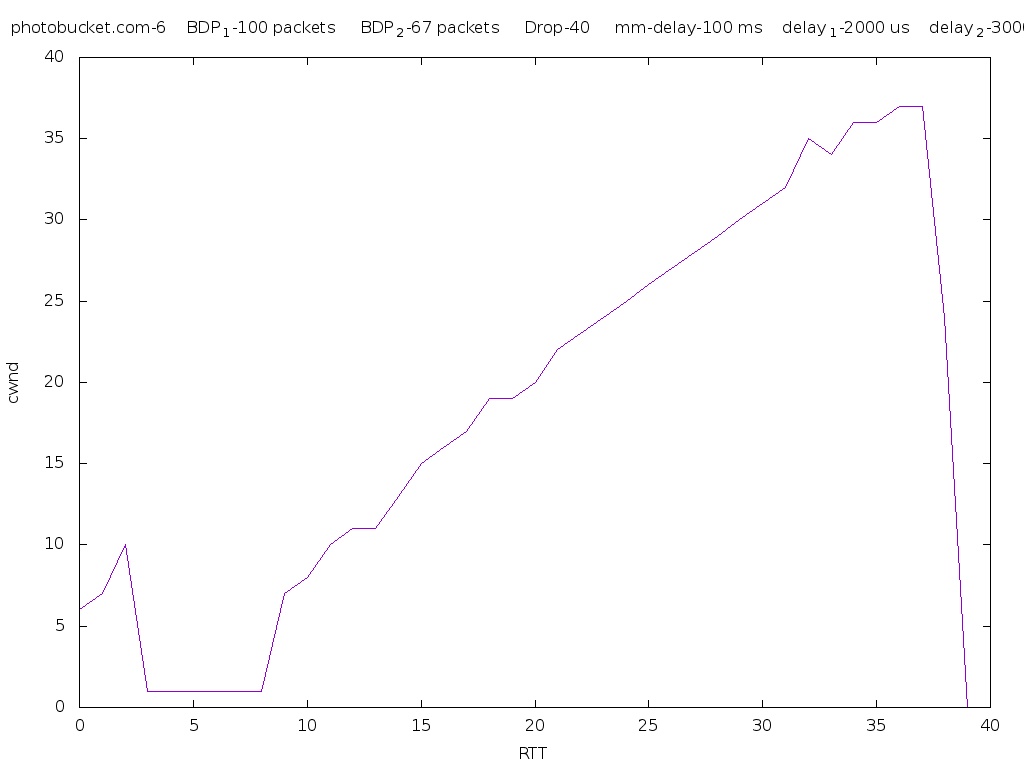 photobucket.com-6 BDP1-100 packets BDP2-67 packets Drop-40 mm-delay-100 ms delay1-2000 us delay2-3000
40
35
30
25
20
15
10
5
0
cwnd
0 5 10 15 20 25 30 35 40
RTT